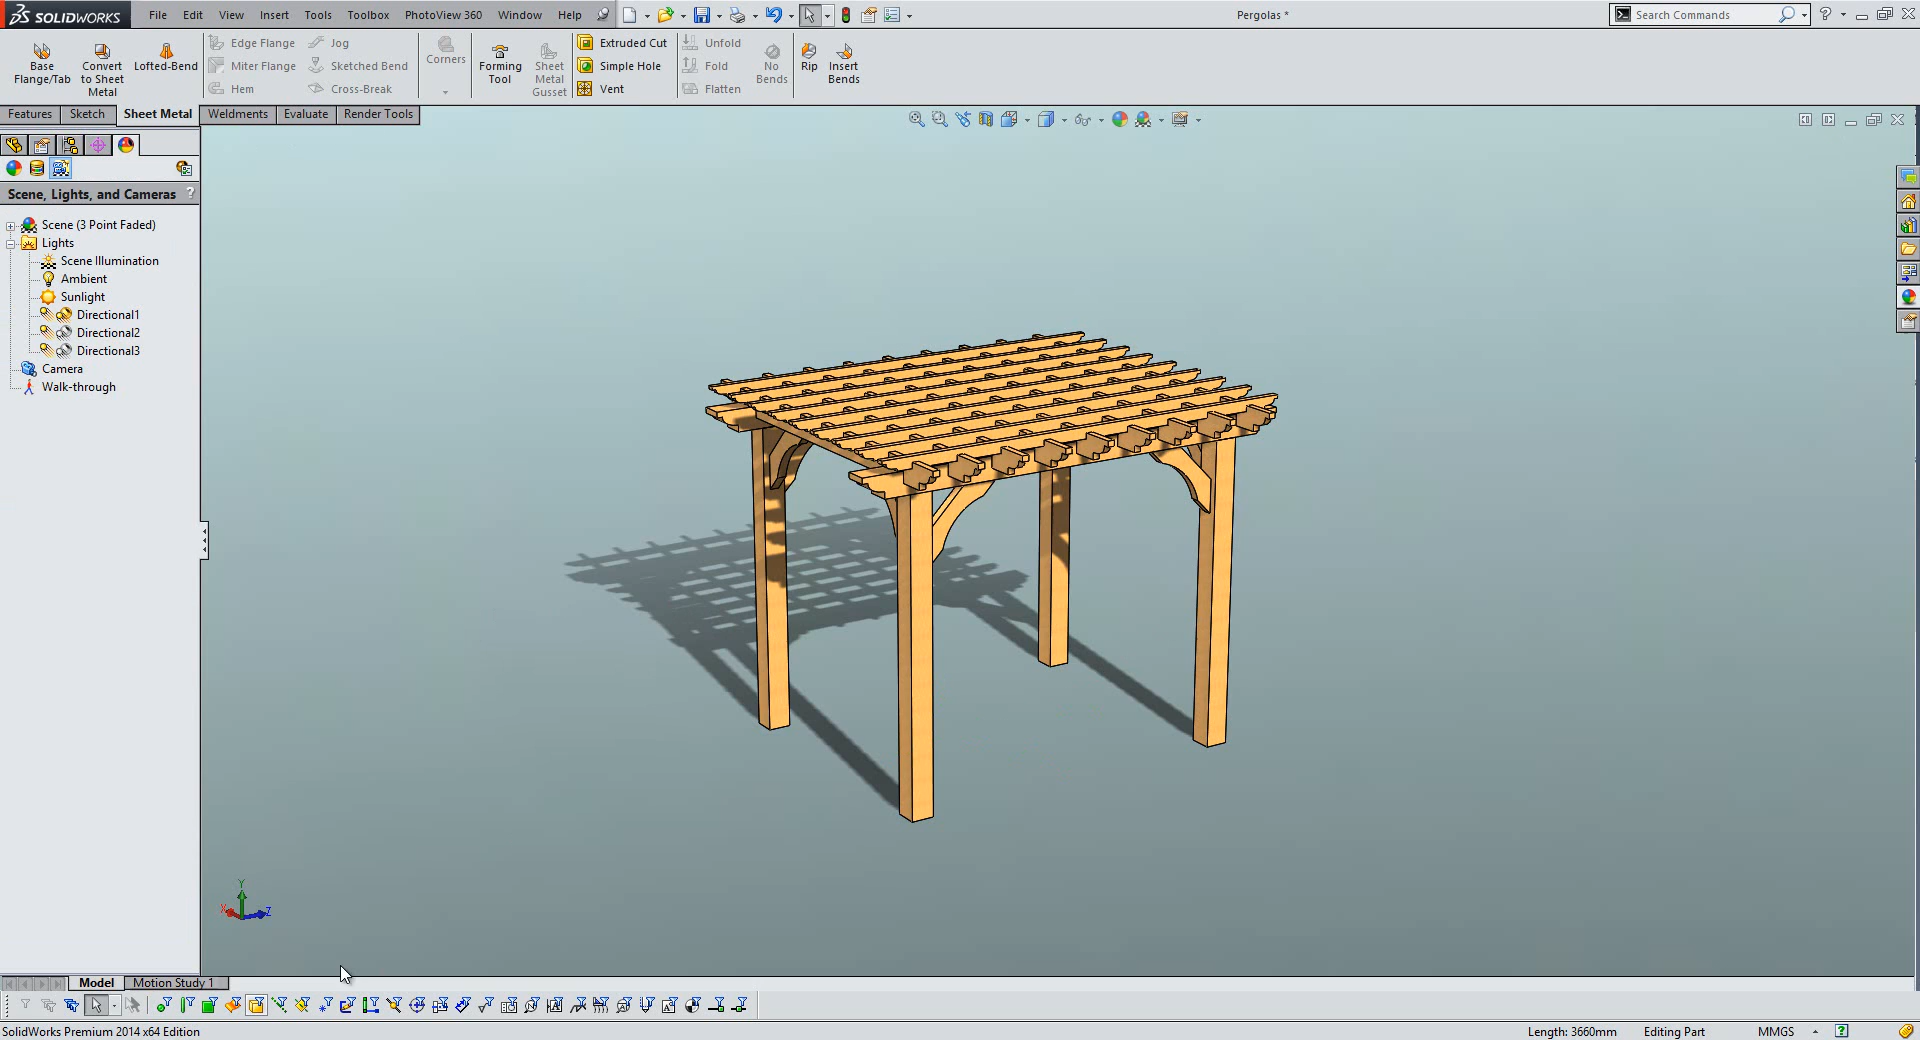 SOLIDWORKS File Edit View Insert Tools Toolbox PhotoView 360 Window Help Pergolas * Search Commands ?
Base Flange/Tab
Convert to Sheet Metal
Lofted-Bend
Edge Flange
Miter Flange
Hem
Jog
Sketched Bend
Cross-Break
Corners
Forming Tool
Sheet Metal Gusset
Extruded Cut
Simple Hole
Vent
Unfold
Fold
Flatten
No Bends
Rip
Insert Bends
Features Sketch Sheet Metal Weldments Evaluate Render Tools
Scene, Lights, and Cameras ?
Scene (3 Point Faded)
Lights
Scene Illumination
Ambient
Sunlight
Directional1
Directional2
Directional3
Camera
Walk-through
Y
X Z
Model Motion Study 1
SolidWorks Premium 2014 x64 Edition Length: 3660mm Editing Part MMGS ?